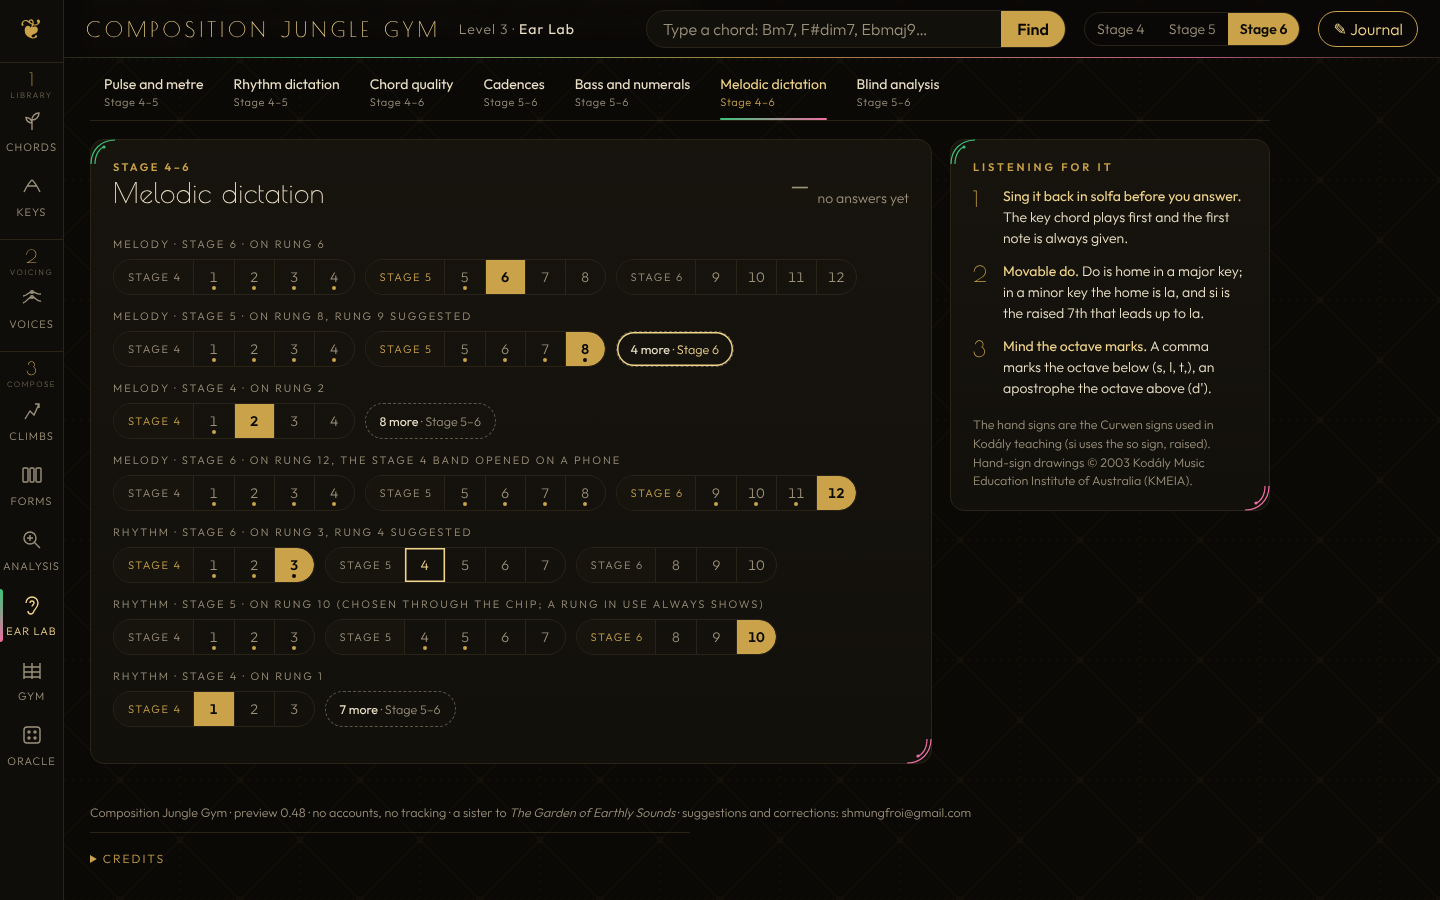 COMPOSITION JUNGLE GYM
Level 3 · Ear Lab
Type a chord: Bm7, F#dim7, Ebmaj9...
Find
Stage 4
Stage 5
Stage 6
✎ Journal
1
LIBRARY
CHORDS
KEYS
2
VOICING
VOICES
3
COMPOSE
CLIMBS
FORMS
ANALYSIS
EAR LAB
GYM
ORACLE
Pulse and metre
Stage 4–5
Rhythm dictation
Stage 4–5
Chord quality
Stage 4–6
Cadences
Stage 5–6
Bass and numerals
Stage 5–6
Melodic dictation
Stage 4–6
Blind analysis
Stage 5–6
STAGE 4–6
Melodic dictation
— no answers yet
MELODY · STAGE 6 · ON RUNG 6
STAGE 4 1 2 3 4 STAGE 5 5 6 7 8 STAGE 6 9 10 11 12
MELODY · STAGE 5 · ON RUNG 8, RUNG 9 SUGGESTED
STAGE 4 1 2 3 4 STAGE 5 5 6 7 8 4 more · Stage 6
MELODY · STAGE 4 · ON RUNG 2
STAGE 4 1 2 3 4 8 more · Stage 5–6
MELODY · STAGE 6 · ON RUNG 12, THE STAGE 4 BAND OPENED ON A PHONE
STAGE 4 1 2 3 4 STAGE 5 5 6 7 8 STAGE 6 9 10 11 12
RHYTHM · STAGE 6 · ON RUNG 3, RUNG 4 SUGGESTED
STAGE 4 1 2 3 STAGE 5 4 5 6 7 STAGE 6 8 9 10
RHYTHM · STAGE 5 · ON RUNG 10 (CHOSEN THROUGH THE CHIP; A RUNG IN USE ALWAYS SHOWS)
STAGE 4 1 2 3 STAGE 5 4 5 6 7 STAGE 6 8 9 10
RHYTHM · STAGE 4 · ON RUNG 1
STAGE 4 1 2 3 7 more · Stage 5–6
LISTENING FOR IT
1 Sing it back in solfa before you answer.
The key chord plays first and the first
note is always given.
2 Movable do. Do is home in a major key;
in a minor key the home is la, and si is
the raised 7th that leads up to la.
3 Mind the octave marks. A comma
marks the octave below (s, l, t,), an
apostrophe the octave above (d').
The hand signs are the Curwen signs used in
Kodály teaching (si uses the so sign, raised).
Hand-sign drawings © 2003 Kodály Music
Education Institute of Australia (KMEIA).
Composition Jungle Gym · preview 0.48 · no accounts, no tracking · a sister to The Garden of Earthly Sounds · suggestions and corrections: shmungfroi@gmail.com
CREDITS